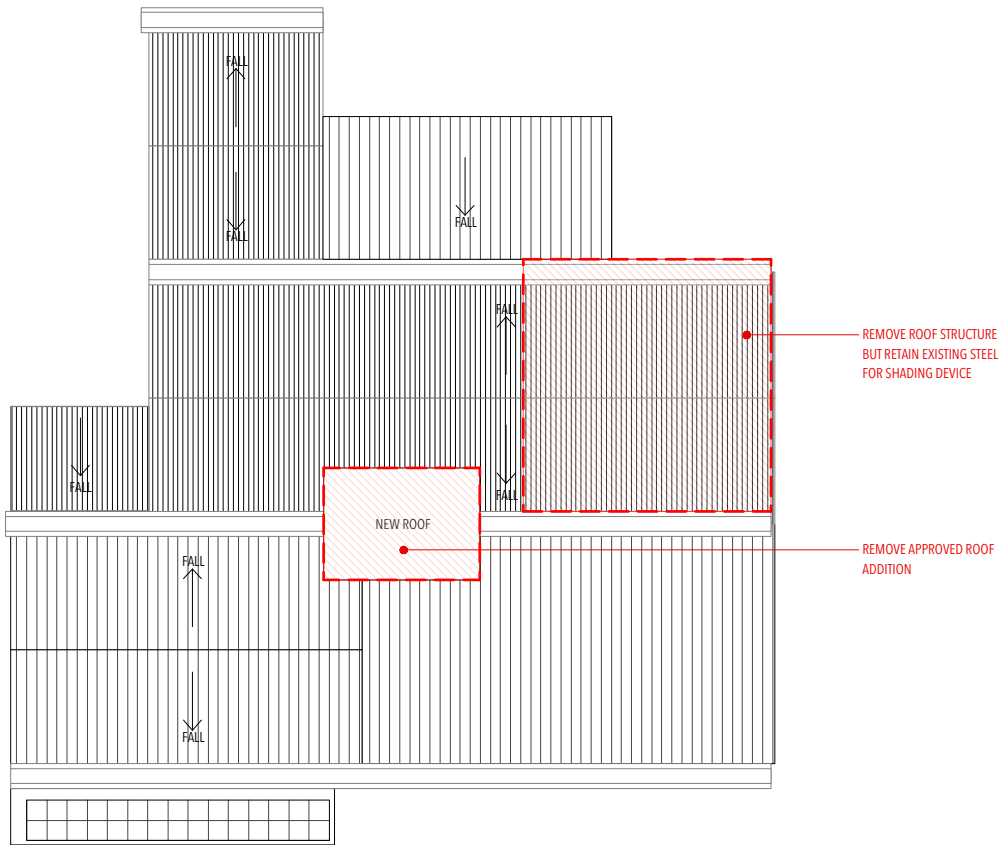 FALL
FALL
FALL
FALL
REMOVE ROOF STRUCTURE
BUT RETAIN EXISTING STEEL
FOR SHADING DEVICE
FALL
FALL
NEW ROOF
REMOVE APPROVED ROOF
ADDITION
FALL
FALL